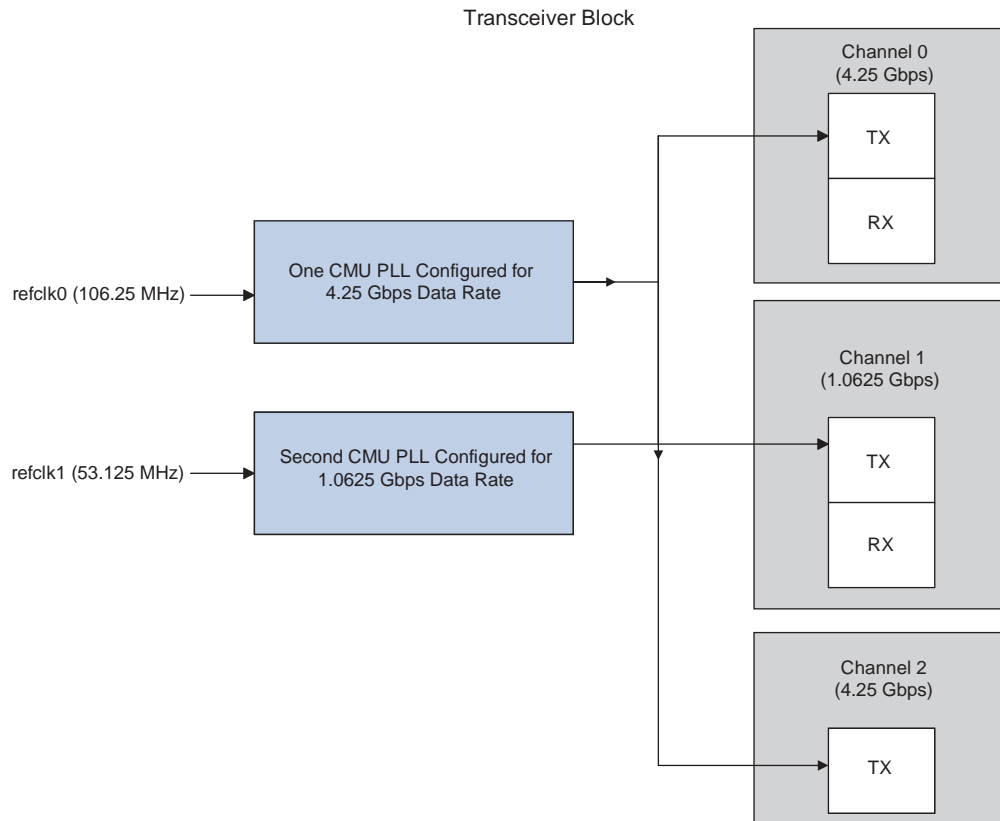 Transceiver Block
Channel 0
(4.25 Gbps)
TX
RX
One CMU PLL Configured for
4.25 Gbps Data Rate
refclk0 (106.25 MHz)
Channel 1
(1.0625 Gbps)
TX
RX
Second CMU PLL Configured for
1.0625 Gbps Data Rate
refclk1 (53.125 MHz)
Channel 2
(4.25 Gbps)
TX